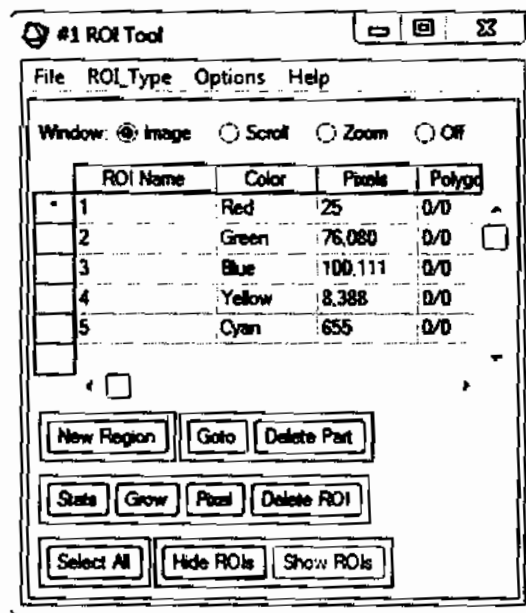 #1 ROI Tool
File ROI_Type Options Help
Window: Image Scroll Zoom Off
ROI Name Color Pixels Polygo
* 1 Red 25 0/0
2 Green 76,080 0/0
3 Blue 100,111 0/0
4 Yellow 8,388 0/0
5 Cyan 655 0/0
New Region Goto Delete Part
Stats Grow Pixel Delete ROI
Select All Hide ROIs Show ROIs